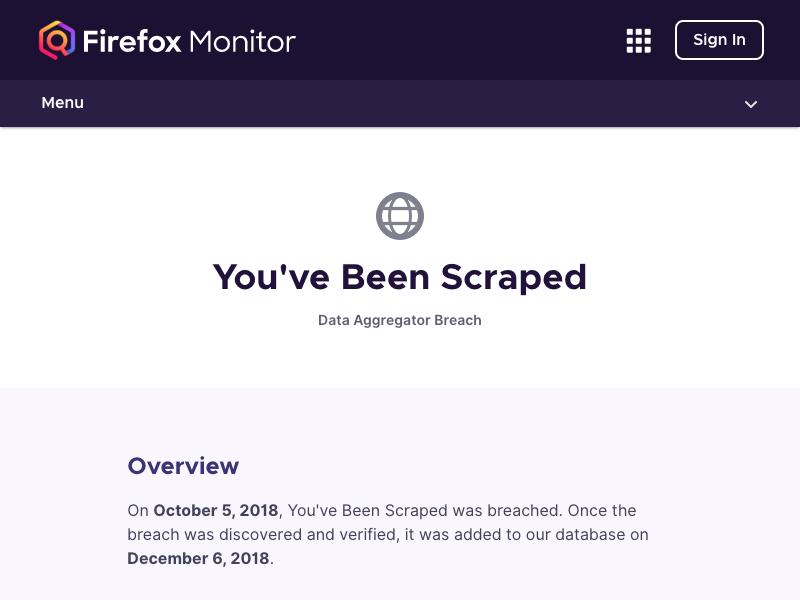 Firefox Monitor
Sign In
Menu
You've Been Scraped
Data Aggregator Breach
Overview
On October 5, 2018, You've Been Scraped was breached. Once the
breach was discovered and verified, it was added to our database on
December 6, 2018.